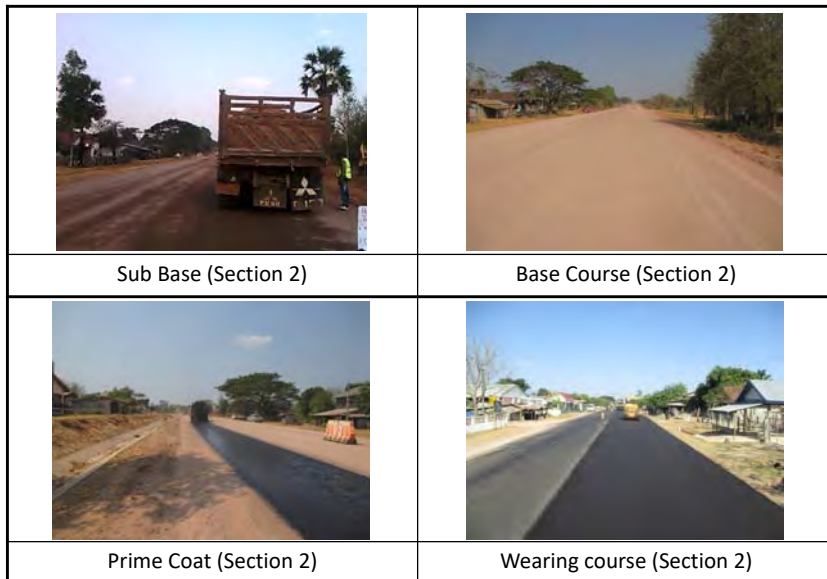 Sub Base (Section 2)
Base Course (Section 2)
Prime Coat (Section 2)
Wearing course (Section 2)